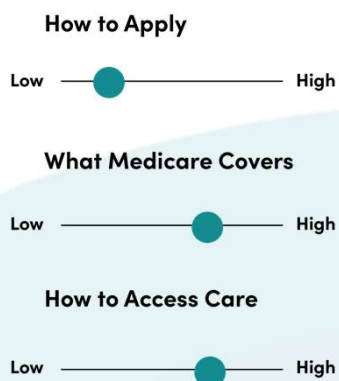 How to Apply
Low High
What Medicare Covers
Low High
How to Access Care
Low High